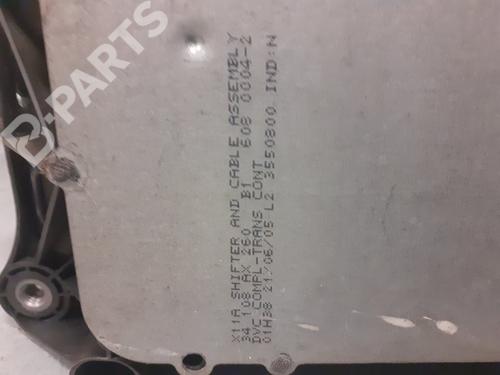 B-PARTS
X11A SHIFTER AND CABLE ASSEMBLY
34 108 AX 260 B1 608 0004-2
DVC COMPL-TRANS CONT
01H38 21/06/05-L2 3550800 IND:N